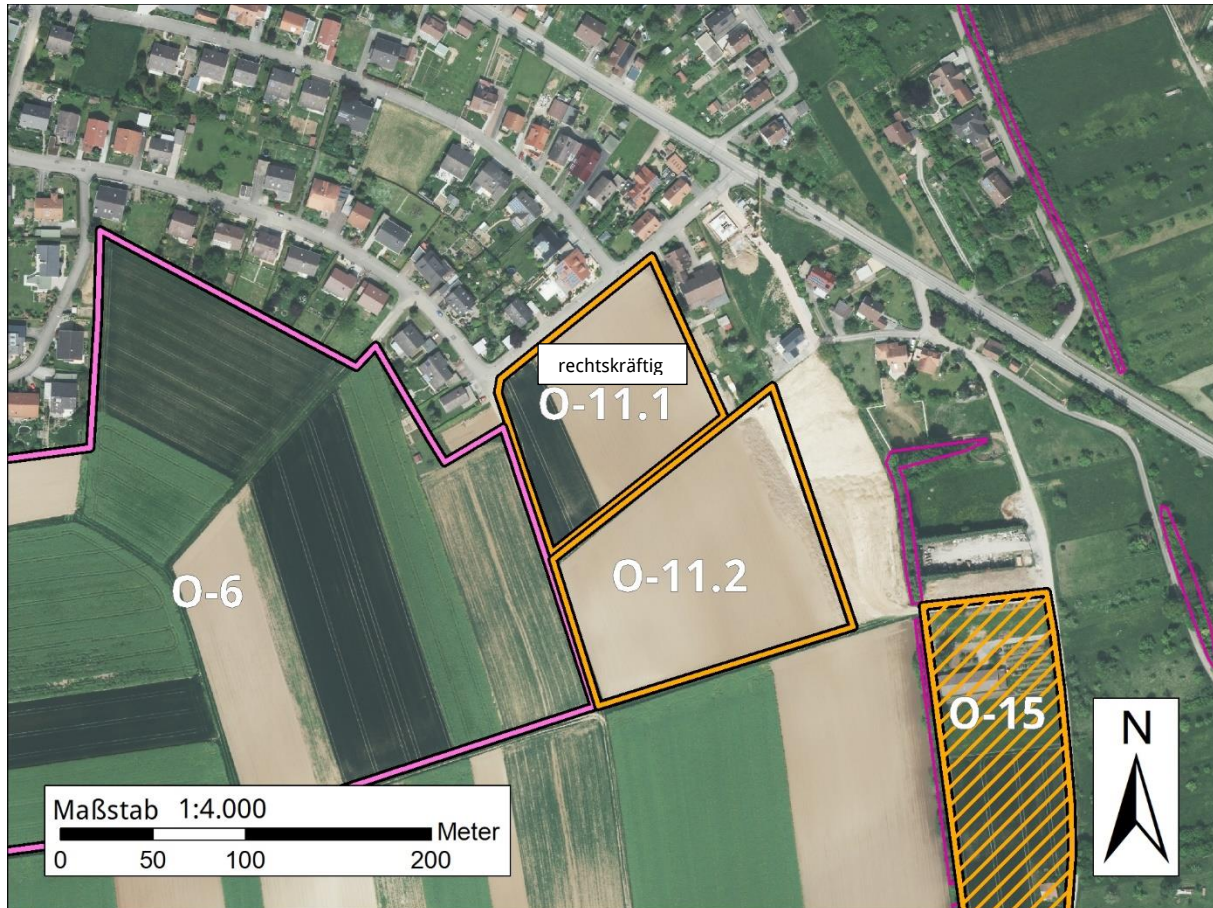 rechtskräftig
O-11.1
O-11.2
O-6
O-15
N
Maßstab 1:4.000
Meter
0 50 100 200